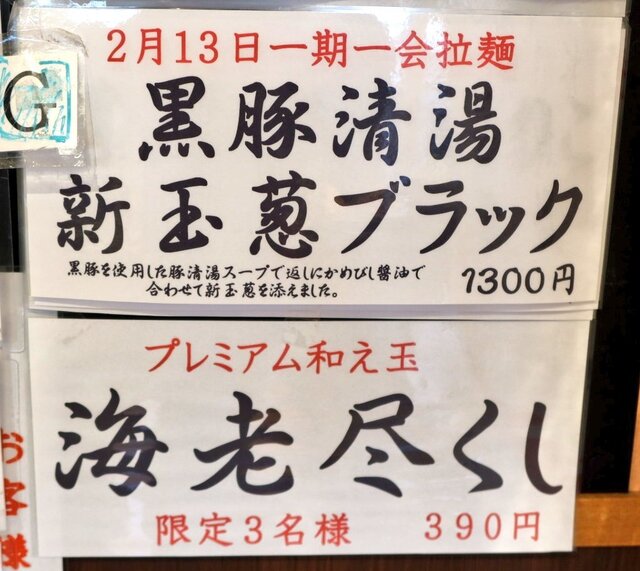 2月13日一期一会拉麺
G
黒豚清湯
新玉葱ブラック
黒豚を使用した豚清湯スープで返しにかめびし醤油で
合わせて新玉葱を添えました。
1300円
プレミアム和え玉
海老尽くし
限定3名様 390円
お客様